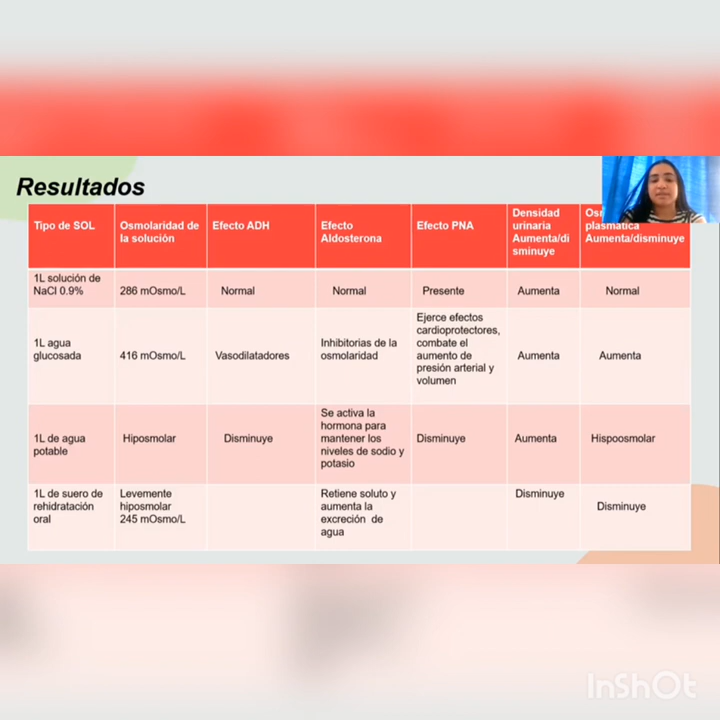 Resultados
Tipo de SOL
Osmolaridad de
la solución
Efecto ADH
Efecto
Aldosterona
Efecto PNA
Densidad
urinaria
Aumenta/di
sminuye
plasmática
Aumenta/disminuye
1L solución de
NaCl 0.9%
286 mOsmo/L
Normal
Normal
Presente
Aumenta
Normal
1L agua
glucosada
416 mOsmo/L
Vasodilatadores
Inhibitorias de la
osmolaridad
Ejerce efectos
cardioprotectores,
combate el
aumento de
presión arterial y
volumen
Aumenta
Aumenta
1L de agua
potable
Hiposmolar
Disminuye
Se activa la
hormona para
mantener los
niveles de sodio y
potasio
Disminuye
Aumenta
Hispoosmolar
1L de suero de
rehidratación
oral
Levemente
hiposmolar
245 mOsmo/L
Retiene soluto y
aumenta la
excreción de
agua
Disminuye
Disminuye
InShOt